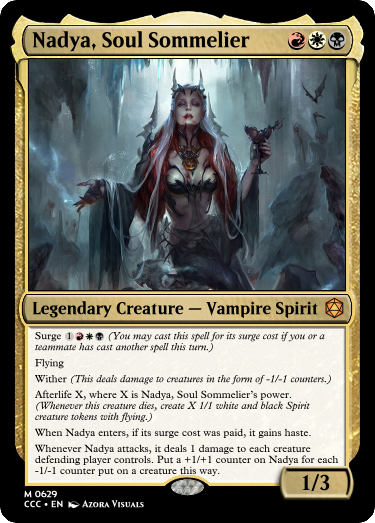 Nadya, Soul Sommelier
Legendary Creature — Vampire Spirit
Surge 1 (You may cast this spell for its surge cost if you or a
teammate has cast another spell this turn.)
Flying
Wither (This deals damage to creatures in the form of -1/-1 counters.)
Afterlife X, where X is Nadya, Soul Sommelier's power.
(Whenever this creature dies, create X 1/1 white and black Spirit
creature tokens with flying.)
When Nadya enters, if its surge cost was paid, it gains haste.
Whenever Nadya attacks, it deals 1 damage to each creature
defending player controls. Put a +1/+1 counter on Nadya for each
-1/-1 counter put on a creature this way.
1/3
M 0629
CCC • EN Azora Visuals